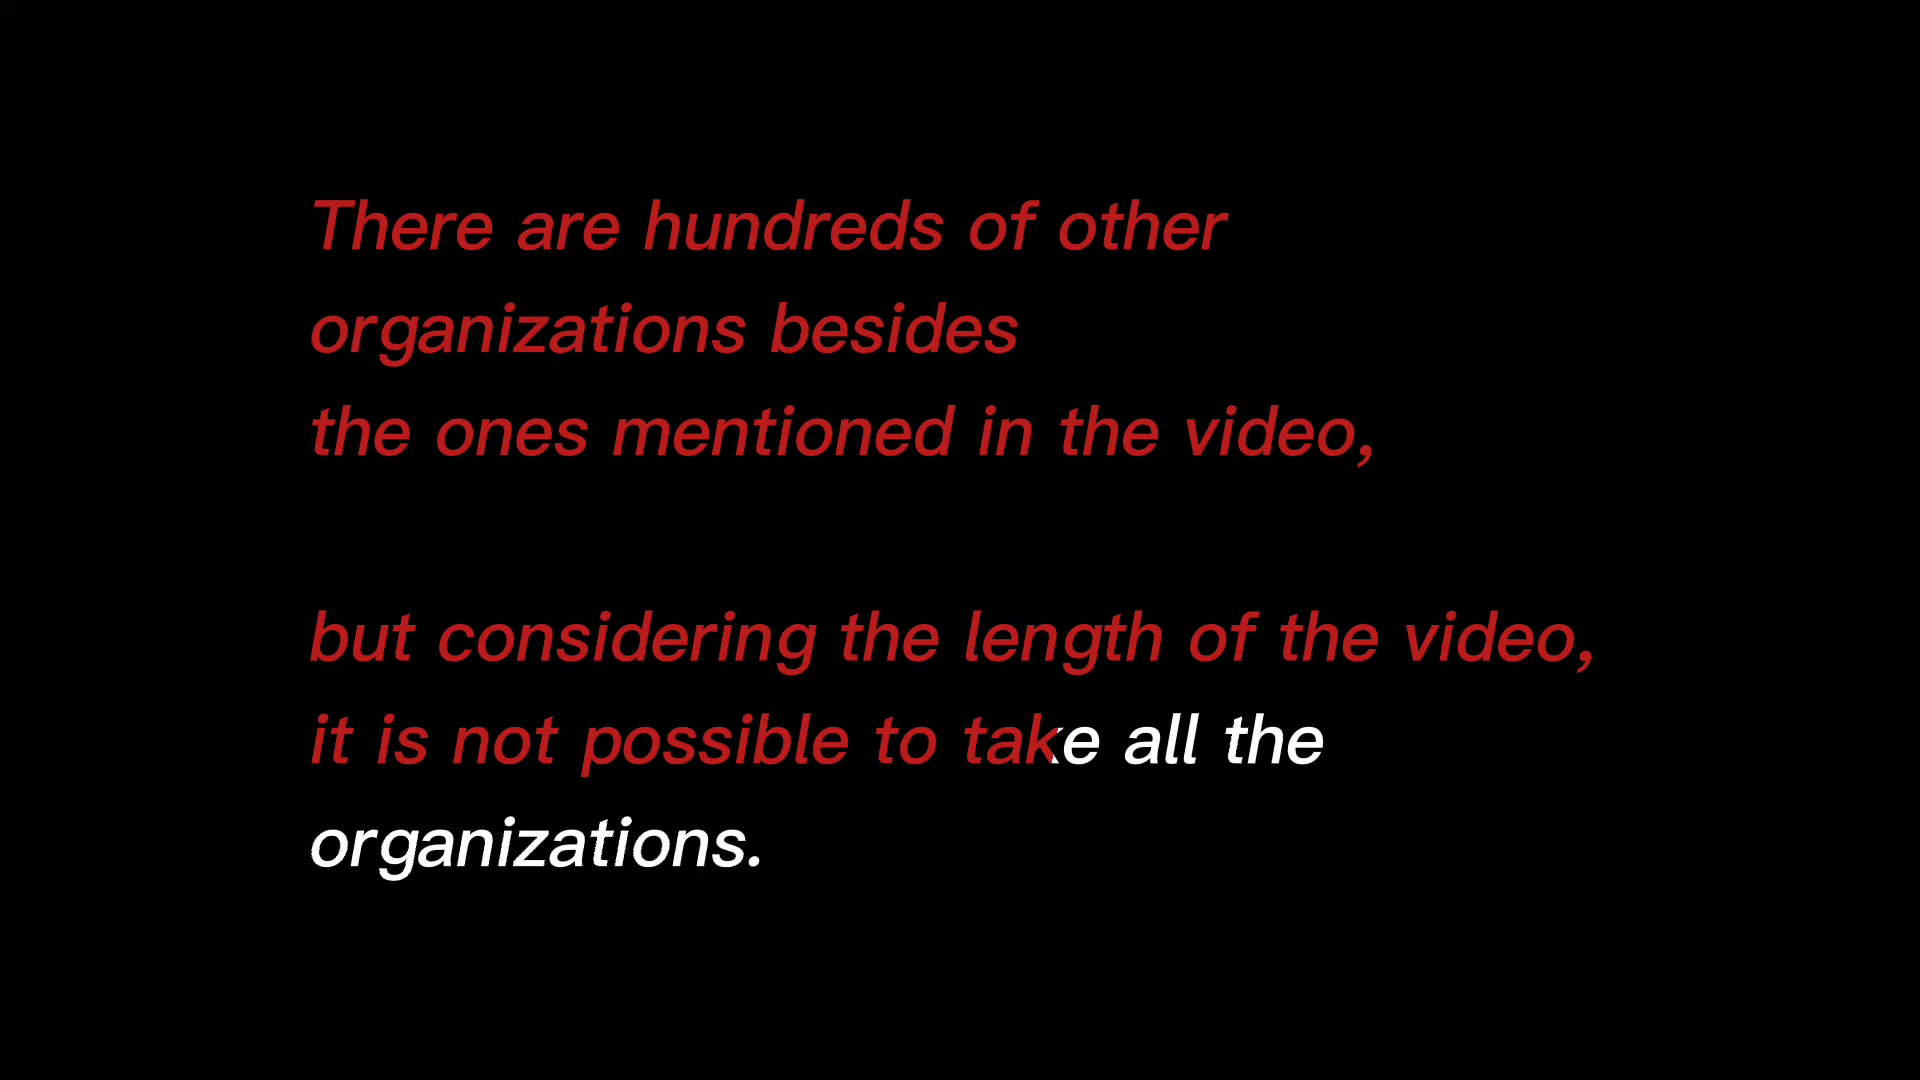 There are hundreds of other
organizations besides
the ones mentioned in the video,
but considering the length of the video,
it is not possible to take all the
organizations.